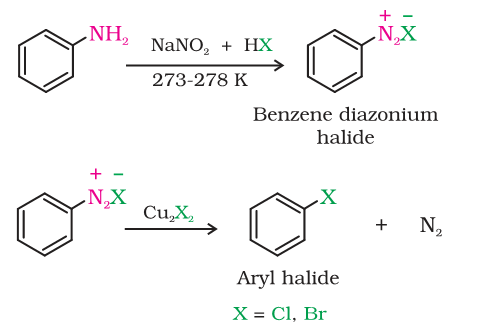 NH₂
NaNO₂ + HX
273-278 K
+ –
N₂X
Benzene diazonium
halide
+ –
N₂X
Cu₂X₂
X
+ N₂
Aryl halide
X = Cl, Br